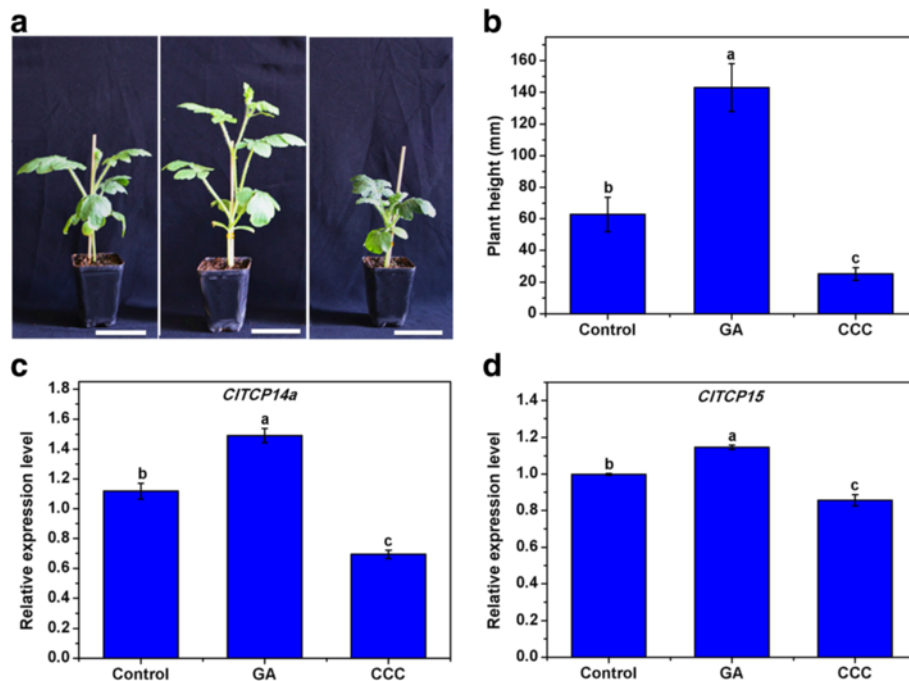 a
b
Plant height (mm)
160
140
120
100
80
60
40
20
0
b
a
c
Control GA CCC
c
ClTCP14a
Relative expression level
1.8
1.6
1.4
1.2
1.0
0.8
0.6
0.4
0.2
0.0
b
a
c
Control GA CCC
d
ClTCP15
Relative expression level
1.4
1.2
1.0
0.8
0.6
0.4
0.2
0.0
b
a
c
Control GA CCC